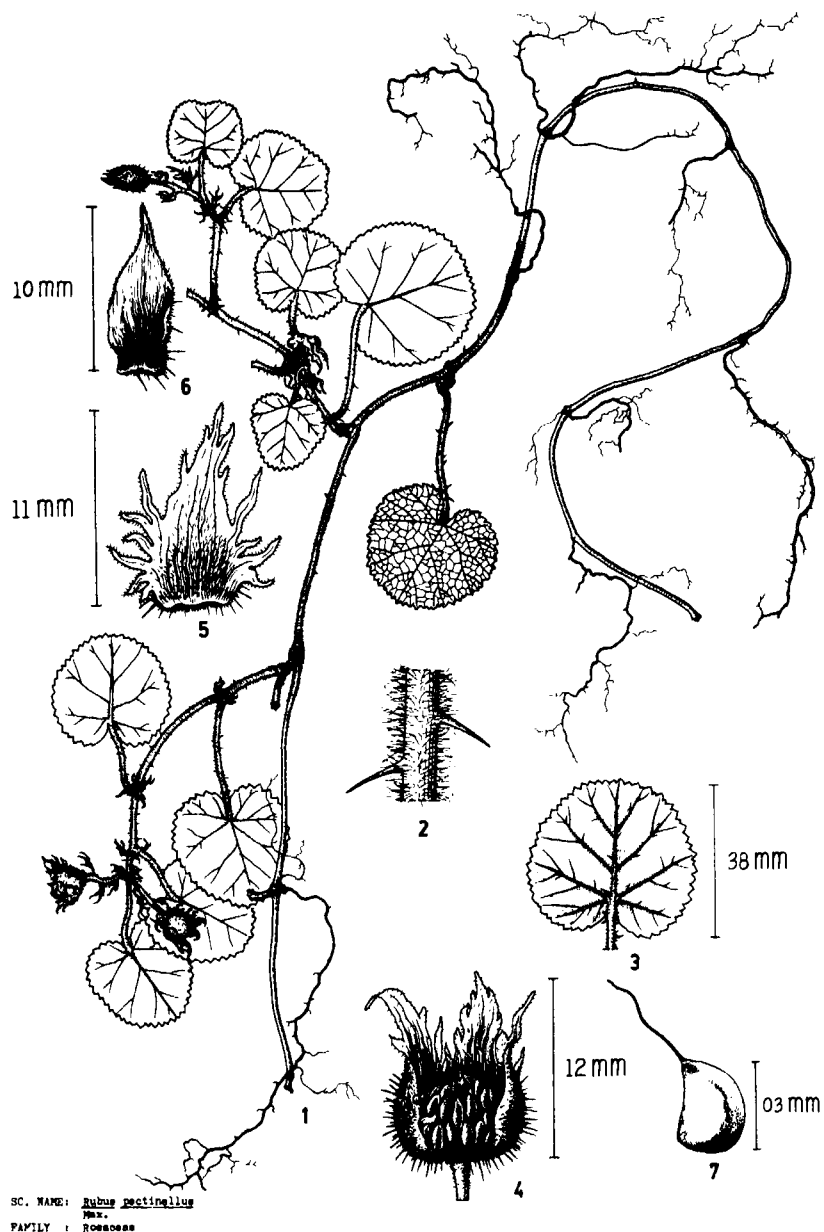 10 mm
6
11 mm
5
2
38 mm
3
12 mm
03 mm
1
4
7
SC. NAME: Rubus pectinellus
Max.
FAMILY : Rosaceae